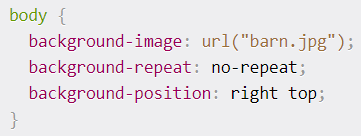 body {
  background-image: url("barn.jpg");
  background-repeat: no-repeat;
  background-position: right top;
}